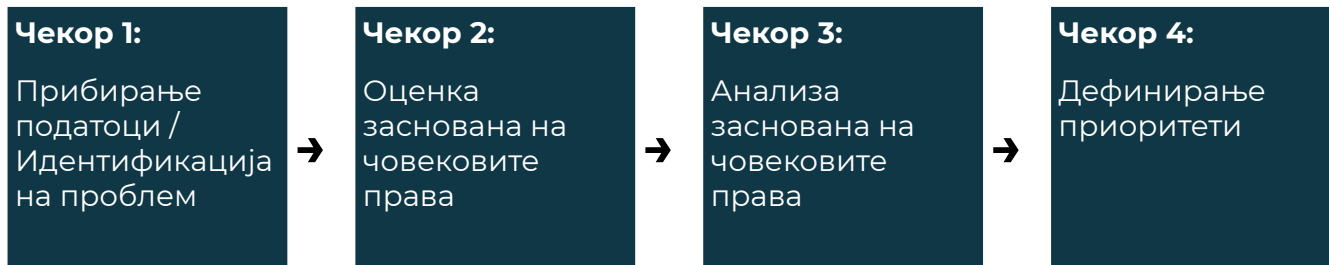 Чекор 1:
Прибирање
податоци /
Идентификација
на проблем
Чекор 2:
Оценка
заснована на
човековите
права
Чекор 3:
Анализа
заснована на
човековите
права
Чекор 4:
Дефинирање
приоритети